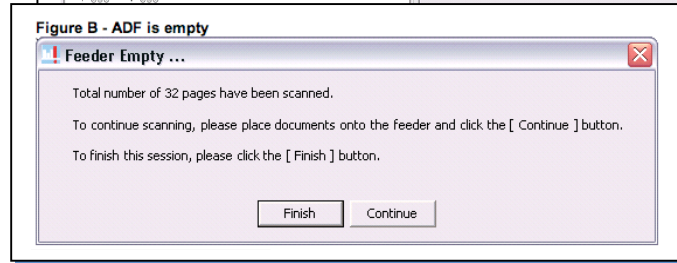 Figure B - ADF is empty
Feeder Empty ...
Total number of 32 pages have been scanned.
To continue scanning, please place documents onto the feeder and click the [ Continue ] button.
To finish this session, please click the [ Finish ] button.
Finish Continue